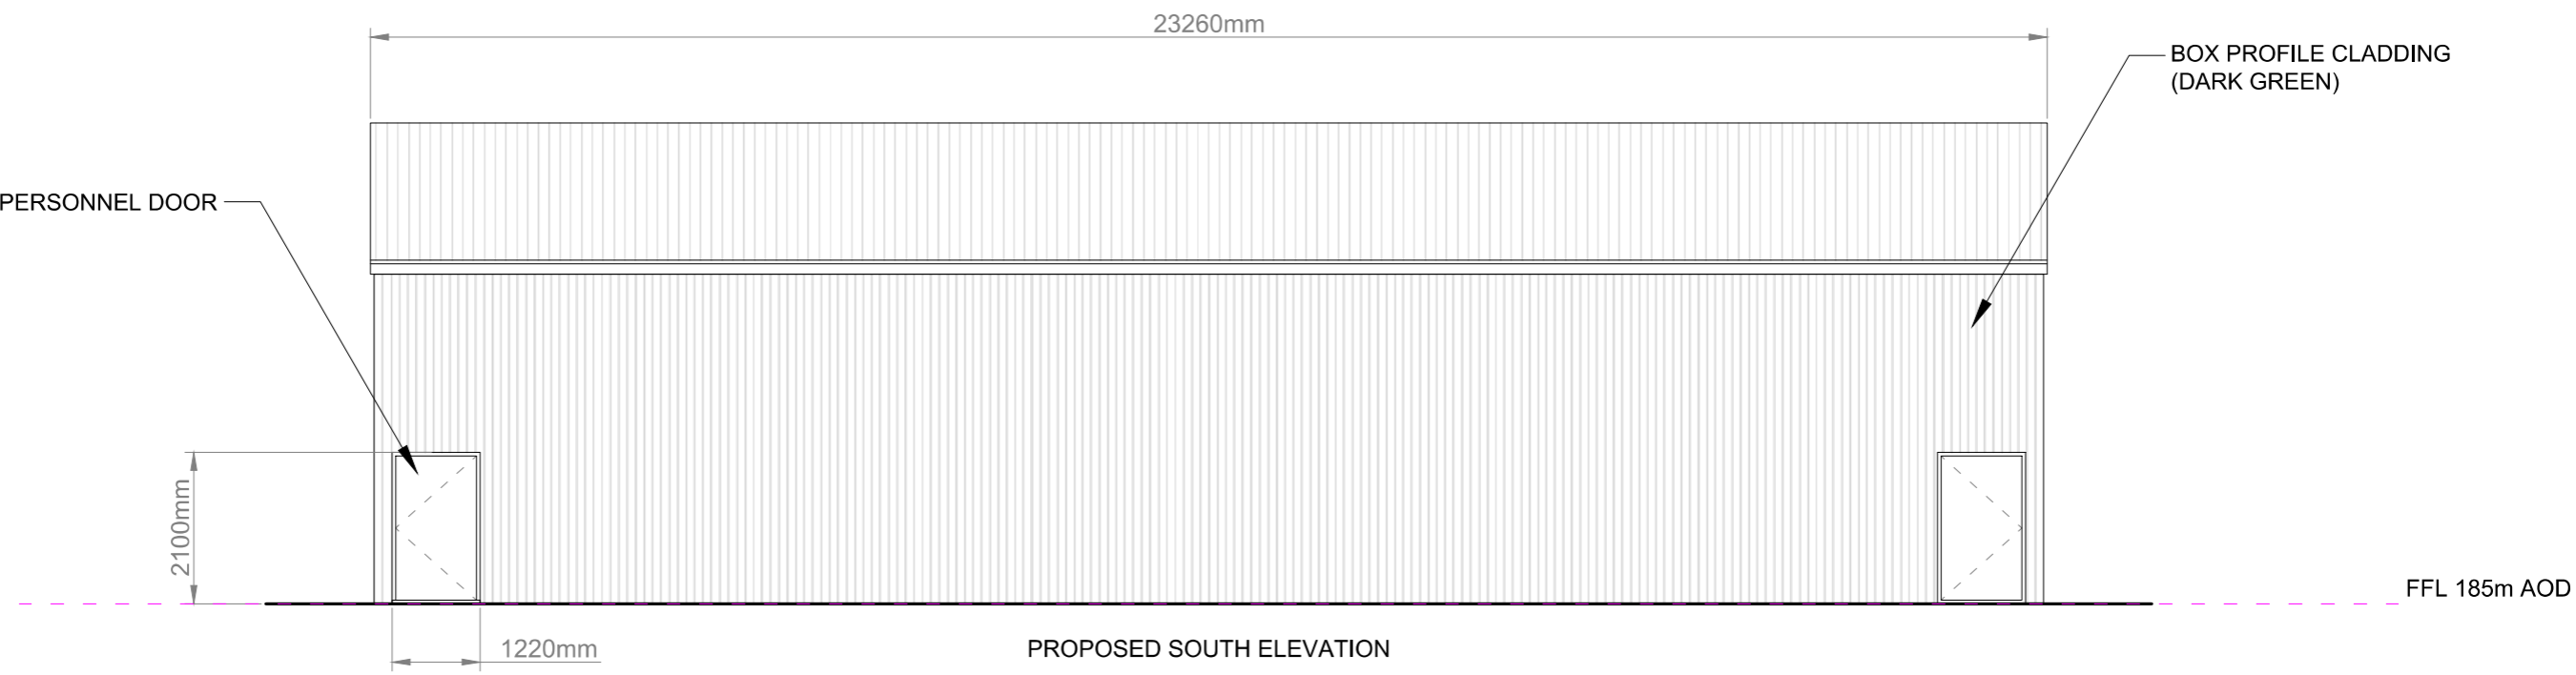 23260mm
BOX PROFILE CLADDING
(DARK GREEN)
PERSONNEL DOOR
2100mm
FFL 185m AOD
1220mm
PROPOSED SOUTH ELEVATION